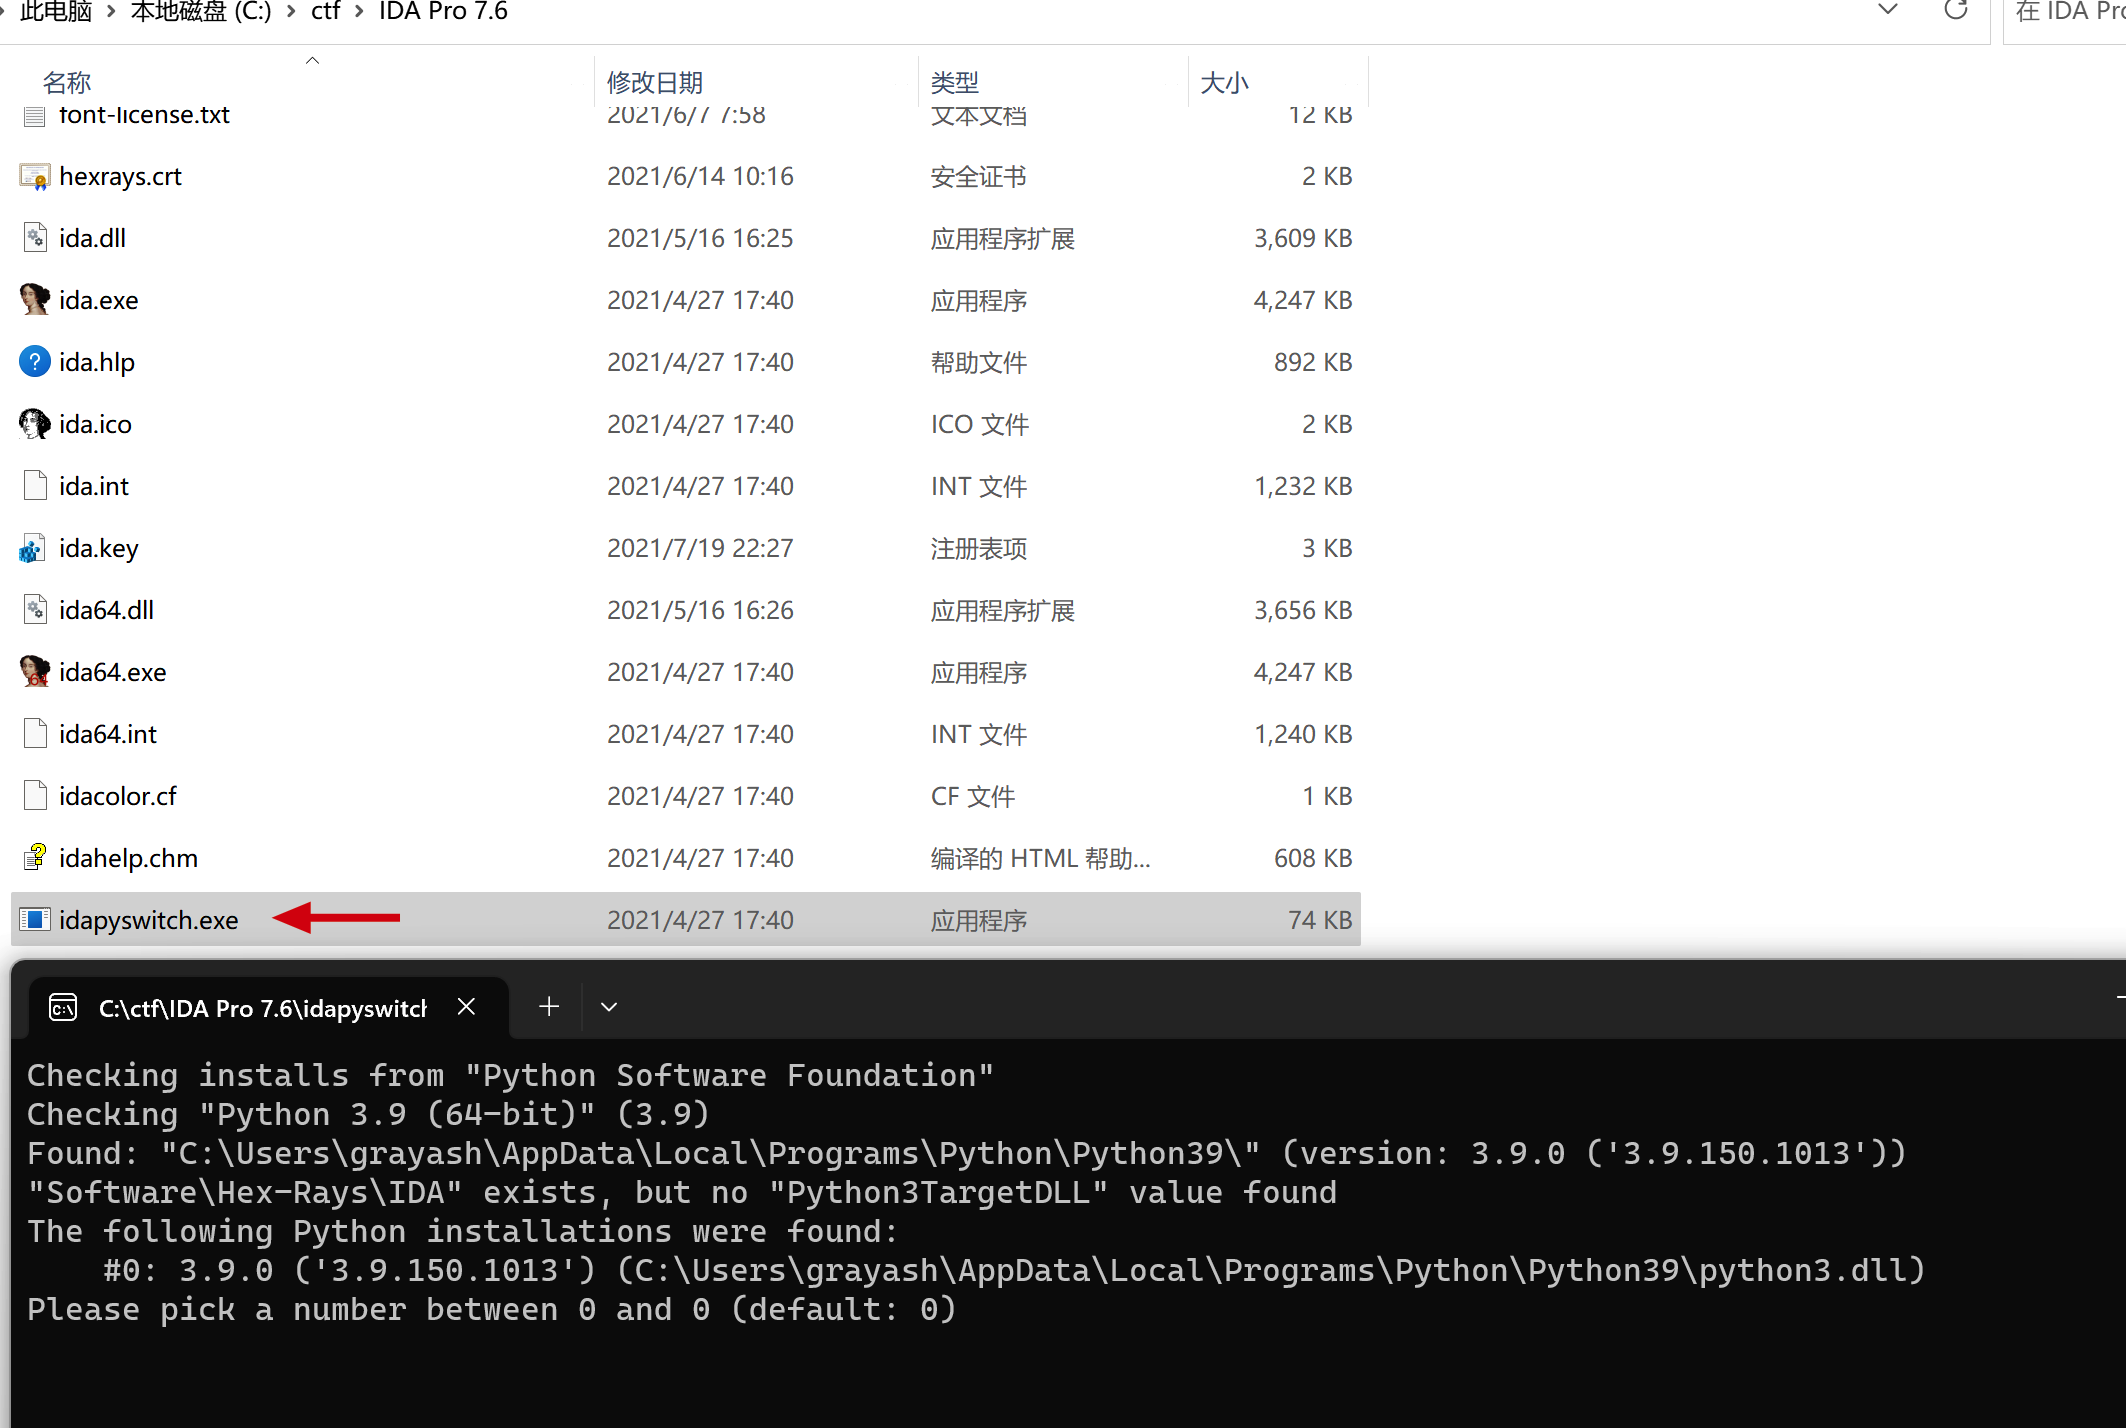 此电脑 > 本地磁盘 (C:) > ctf > IDA Pro 7.6
在 IDA Pro
名称 修改日期 类型 大小
font-license.txt 2021/6/7 7:58 文本文档 12 KB
hexrays.crt 2021/6/14 10:16 安全证书 2 KB
ida.dll 2021/5/16 16:25 应用程序扩展 3,609 KB
ida.exe 2021/4/27 17:40 应用程序 4,247 KB
ida.hlp 2021/4/27 17:40 帮助文件 892 KB
ida.ico 2021/4/27 17:40 ICO 文件 2 KB
ida.int 2021/4/27 17:40 INT 文件 1,232 KB
ida.key 2021/7/19 22:27 注册表项 3 KB
ida64.dll 2021/5/16 16:26 应用程序扩展 3,656 KB
ida64.exe 2021/4/27 17:40 应用程序 4,247 KB
ida64.int 2021/4/27 17:40 INT 文件 1,240 KB
idacolor.cf 2021/4/27 17:40 CF 文件 1 KB
idahelp.chm 2021/4/27 17:40 编译的 HTML 帮助... 608 KB
idapyswitch.exe 2021/4/27 17:40 应用程序 74 KB
C:\ctf\IDA Pro 7.6\idapyswitch
Checking installs from "Python Software Foundation"
Checking "Python 3.9 (64-bit)" (3.9)
Found: "C:\Users\grayash\AppData\Local\Programs\Python\Python39\" (version: 3.9.0 ('3.9.150.1013'))
"Software\Hex-Rays\IDA" exists, but no "Python3TargetDLL" value found
The following Python installations were found:
    #0: 3.9.0 ('3.9.150.1013') (C:\Users\grayash\AppData\Local\Programs\Python\Python39\python3.dll)
Please pick a number between 0 and 0 (default: 0)